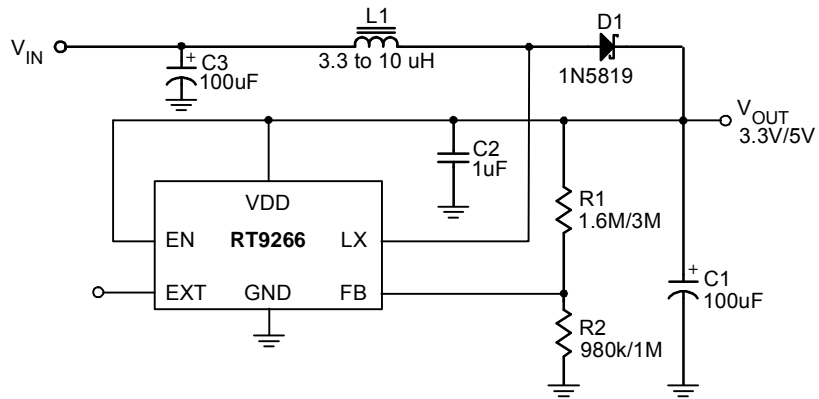 L1
D1
V_IN
C3
100uF
+
3.3 to 10 uH
1N5819
V_OUT
3.3V/5V
C2
1uF
VDD
EN
RT9266
LX
R1
1.6M/3M
EXT
GND
FB
+
C1
100uF
R2
980k/1M